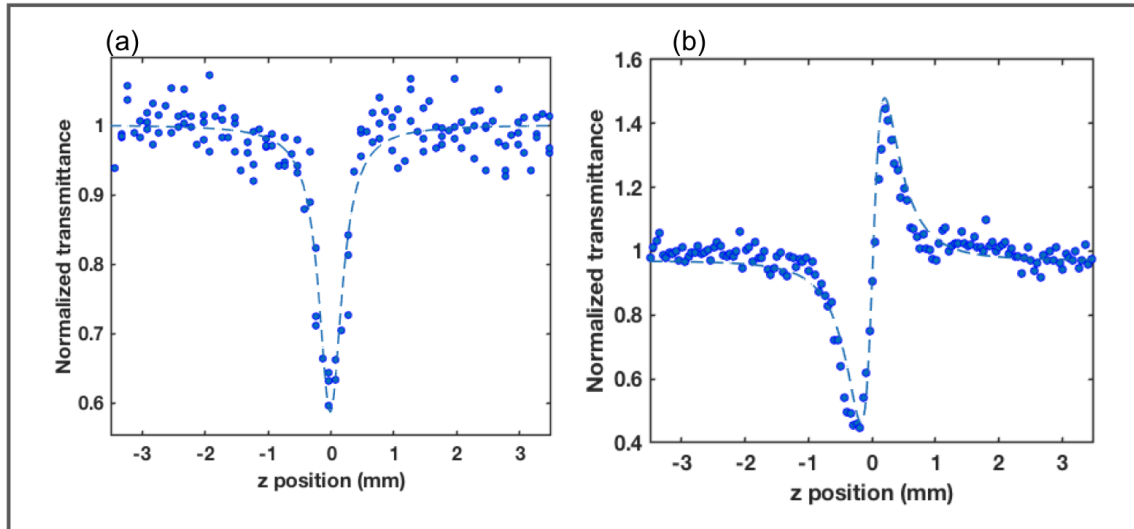 (a)
Normalized transmittance
1
0.9
0.8
0.7
0.6
-3 -2 -1 0 1 2 3
z position (mm)
(b)
Normalized transmittance
1.6
1.4
1.2
1
0.8
0.6
0.4
-3 -2 -1 0 1 2 3
z position (mm)